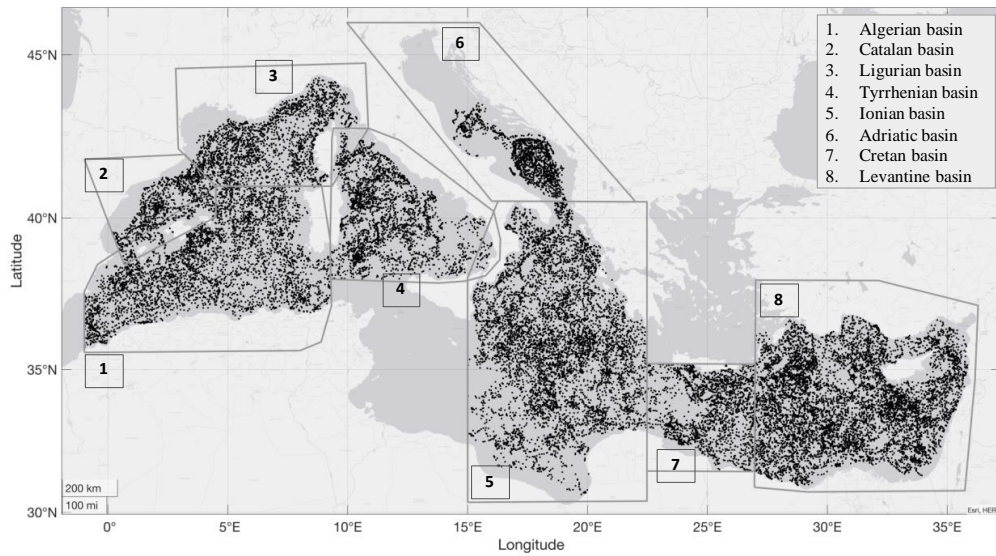 1. Algerian basin
2. Catalan basin
3. Ligurian basin
4. Tyrrhenian basin
5. Ionian basin
6. Adriatic basin
7. Cretan basin
8. Levantine basin
6
3
2
4
8
1
7
5
45°N
40°N
35°N
30°N
Latitude
200 km
100 mi
Esri, HER
0°
5°E
10°E
15°E
20°E
25°E
30°E
35°E
Longitude